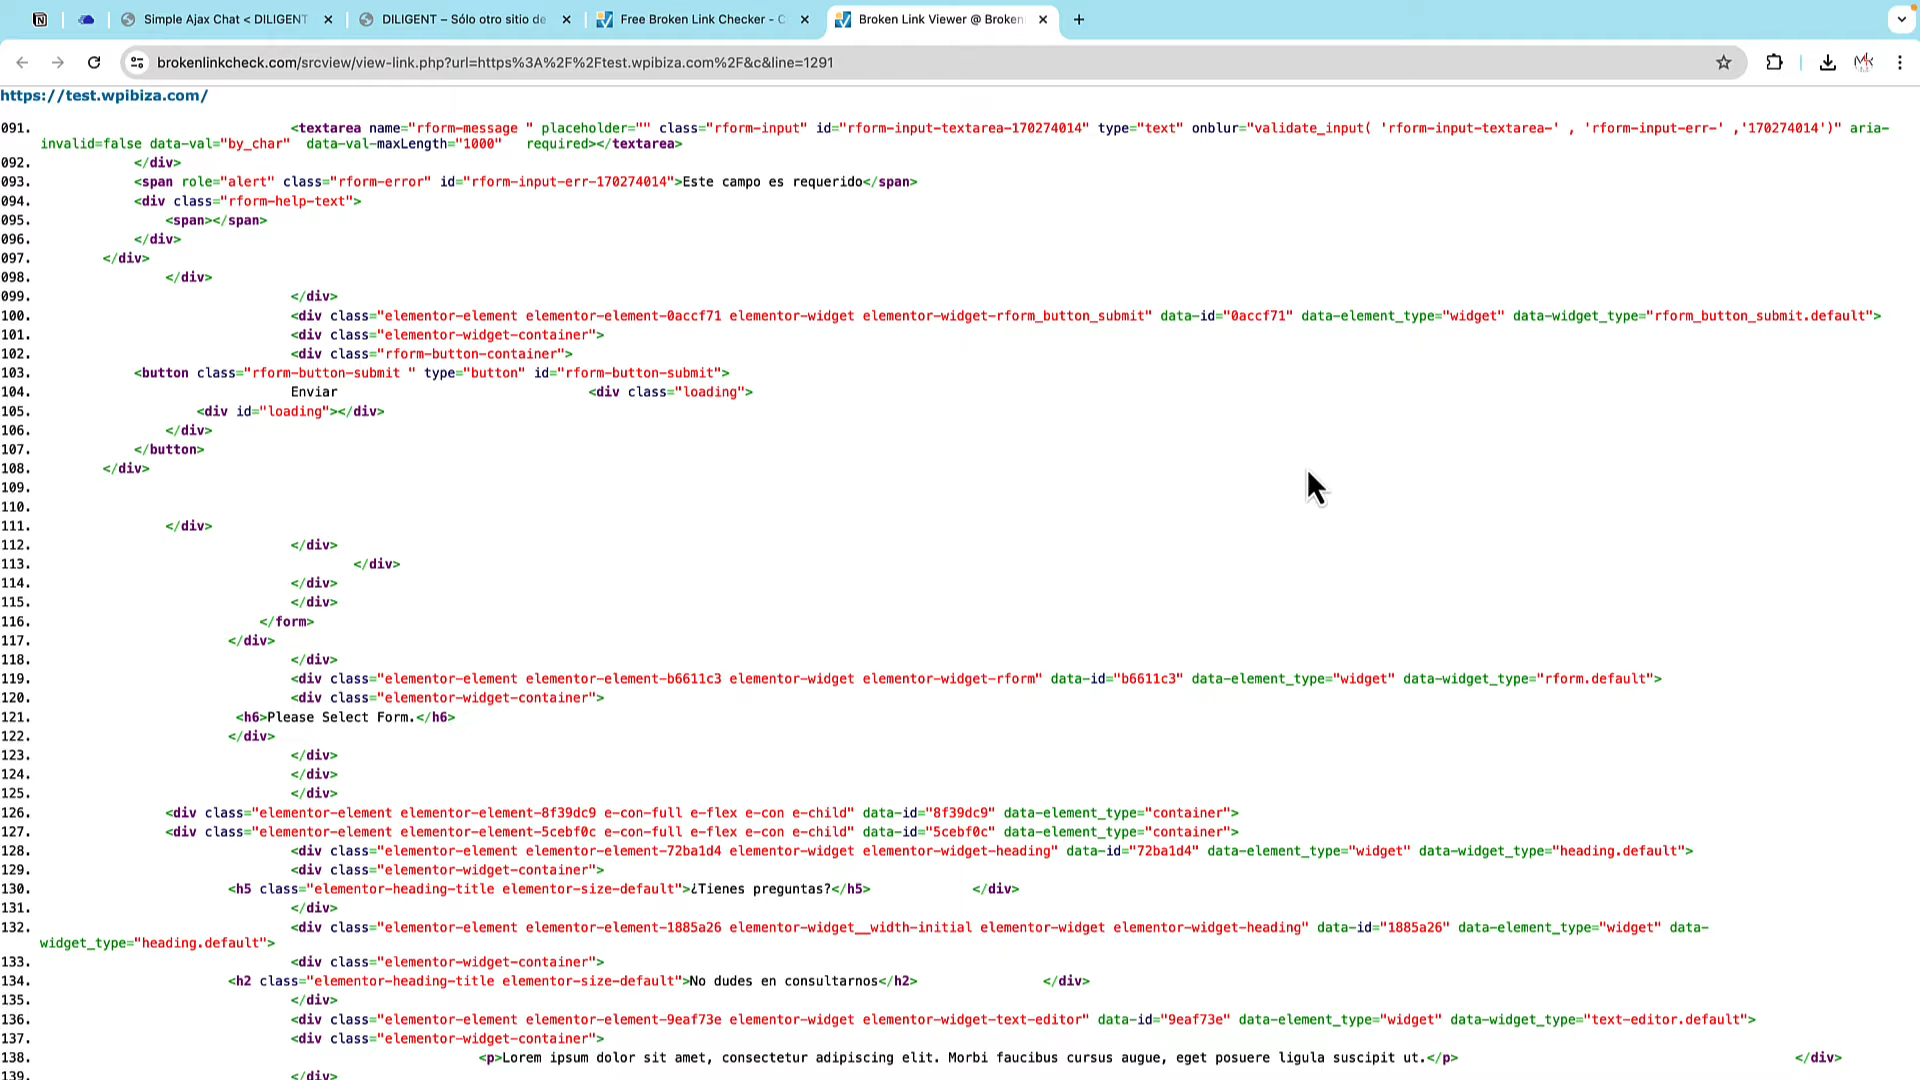 Simple Ajax Chat < DILIGENT
DILIGENT – Sólo otro sitio de
Free Broken Link Checker - C
Broken Link Viewer @ Broken
brokenlinkcheck.com/srcview/view-link.php?url=https%3A%2F%2Ftest.wpibiza.com%2F&c&line=1291
https://test.wpibiza.com/
091. <textarea name="rform-message " placeholder="" class="rform-input" id="rform-input-textarea-170274014" type="text" onblur="validate_input( 'rform-input-textarea-' , 'rform-input-err-' ,'170274014')" aria-
invalid=false data-val="by_char" data-val-maxLength="1000" required></textarea>
092. </div>
093. <span role="alert" class="rform-error" id="rform-input-err-170274014">Este campo es requerido</span>
094. <div class="rform-help-text">
095. <span></span>
096. </div>
097. </div>
098. </div>
099. </div>
100. <div class="elementor-element elementor-element-0accf71 elementor-widget elementor-widget-rform_button_submit" data-id="0accf71" data-element_type="widget" data-widget_type="rform_button_submit.default">
101. <div class="elementor-widget-container">
102. <div class="rform-button-container">
103. <button class="rform-button-submit " type="button" id="rform-button-submit">
104. Enviar <div class="loading">
105. <div id="loading"></div>
106. </div>
107. </button>
108. </div>
109.
110.
111. </div>
112. </div>
113. </div>
114. </div>
115. </div>
116. </form>
117. </div>
118. </div>
119. <div class="elementor-element elementor-element-b6611c3 elementor-widget elementor-widget-rform" data-id="b6611c3" data-element_type="widget" data-widget_type="rform.default">
120. <div class="elementor-widget-container">
121. <h6>Please Select Form.</h6>
122. </div>
123. </div>
124. </div>
125. </div>
126. <div class="elementor-element elementor-element-8f39dc9 e-con-full e-flex e-con e-child" data-id="8f39dc9" data-element_type="container">
127. <div class="elementor-element elementor-element-5cebf0c e-con-full e-flex e-con e-child" data-id="5cebf0c" data-element_type="container">
128. <div class="elementor-element elementor-element-72ba1d4 elementor-widget elementor-widget-heading" data-id="72ba1d4" data-element_type="widget" data-widget_type="heading.default">
129. <div class="elementor-widget-container">
130. <h5 class="elementor-heading-title elementor-size-default">¿Tienes preguntas?</h5> </div>
131. </div>
132. <div class="elementor-element elementor-element-1885a26 elementor-widget__width-initial elementor-widget elementor-widget-heading" data-id="1885a26" data-element_type="widget" data-
widget_type="heading.default">
133. <div class="elementor-widget-container">
134. <h2 class="elementor-heading-title elementor-size-default">No dudes en consultarnos</h2> </div>
135. </div>
136. <div class="elementor-element elementor-element-9eaf73e elementor-widget elementor-widget-text-editor" data-id="9eaf73e" data-element_type="widget" data-widget_type="text-editor.default">
137. <div class="elementor-widget-container">
138. <p>Lorem ipsum dolor sit amet, consectetur adipiscing elit. Morbi faucibus cursus augue, eget posuere ligula suscipit ut.</p> </div>
139. </div>